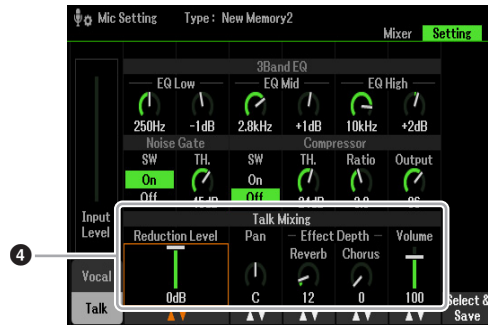 Mic Setting Type : New Memory2
Mixer Setting
3Band EQ
EQ Low EQ Mid EQ High
250Hz -1dB 2.8kHz +1dB 10kHz +2dB
Noise Gate Compressor
SW TH. SW TH. Ratio Output
On On
Off Off
Input
Level
Talk Mixing
Reduction Level Pan Effect Depth Volume
Reverb Chorus
4
Vocal
0dB C 12 0 100
Talk
Select &
Save